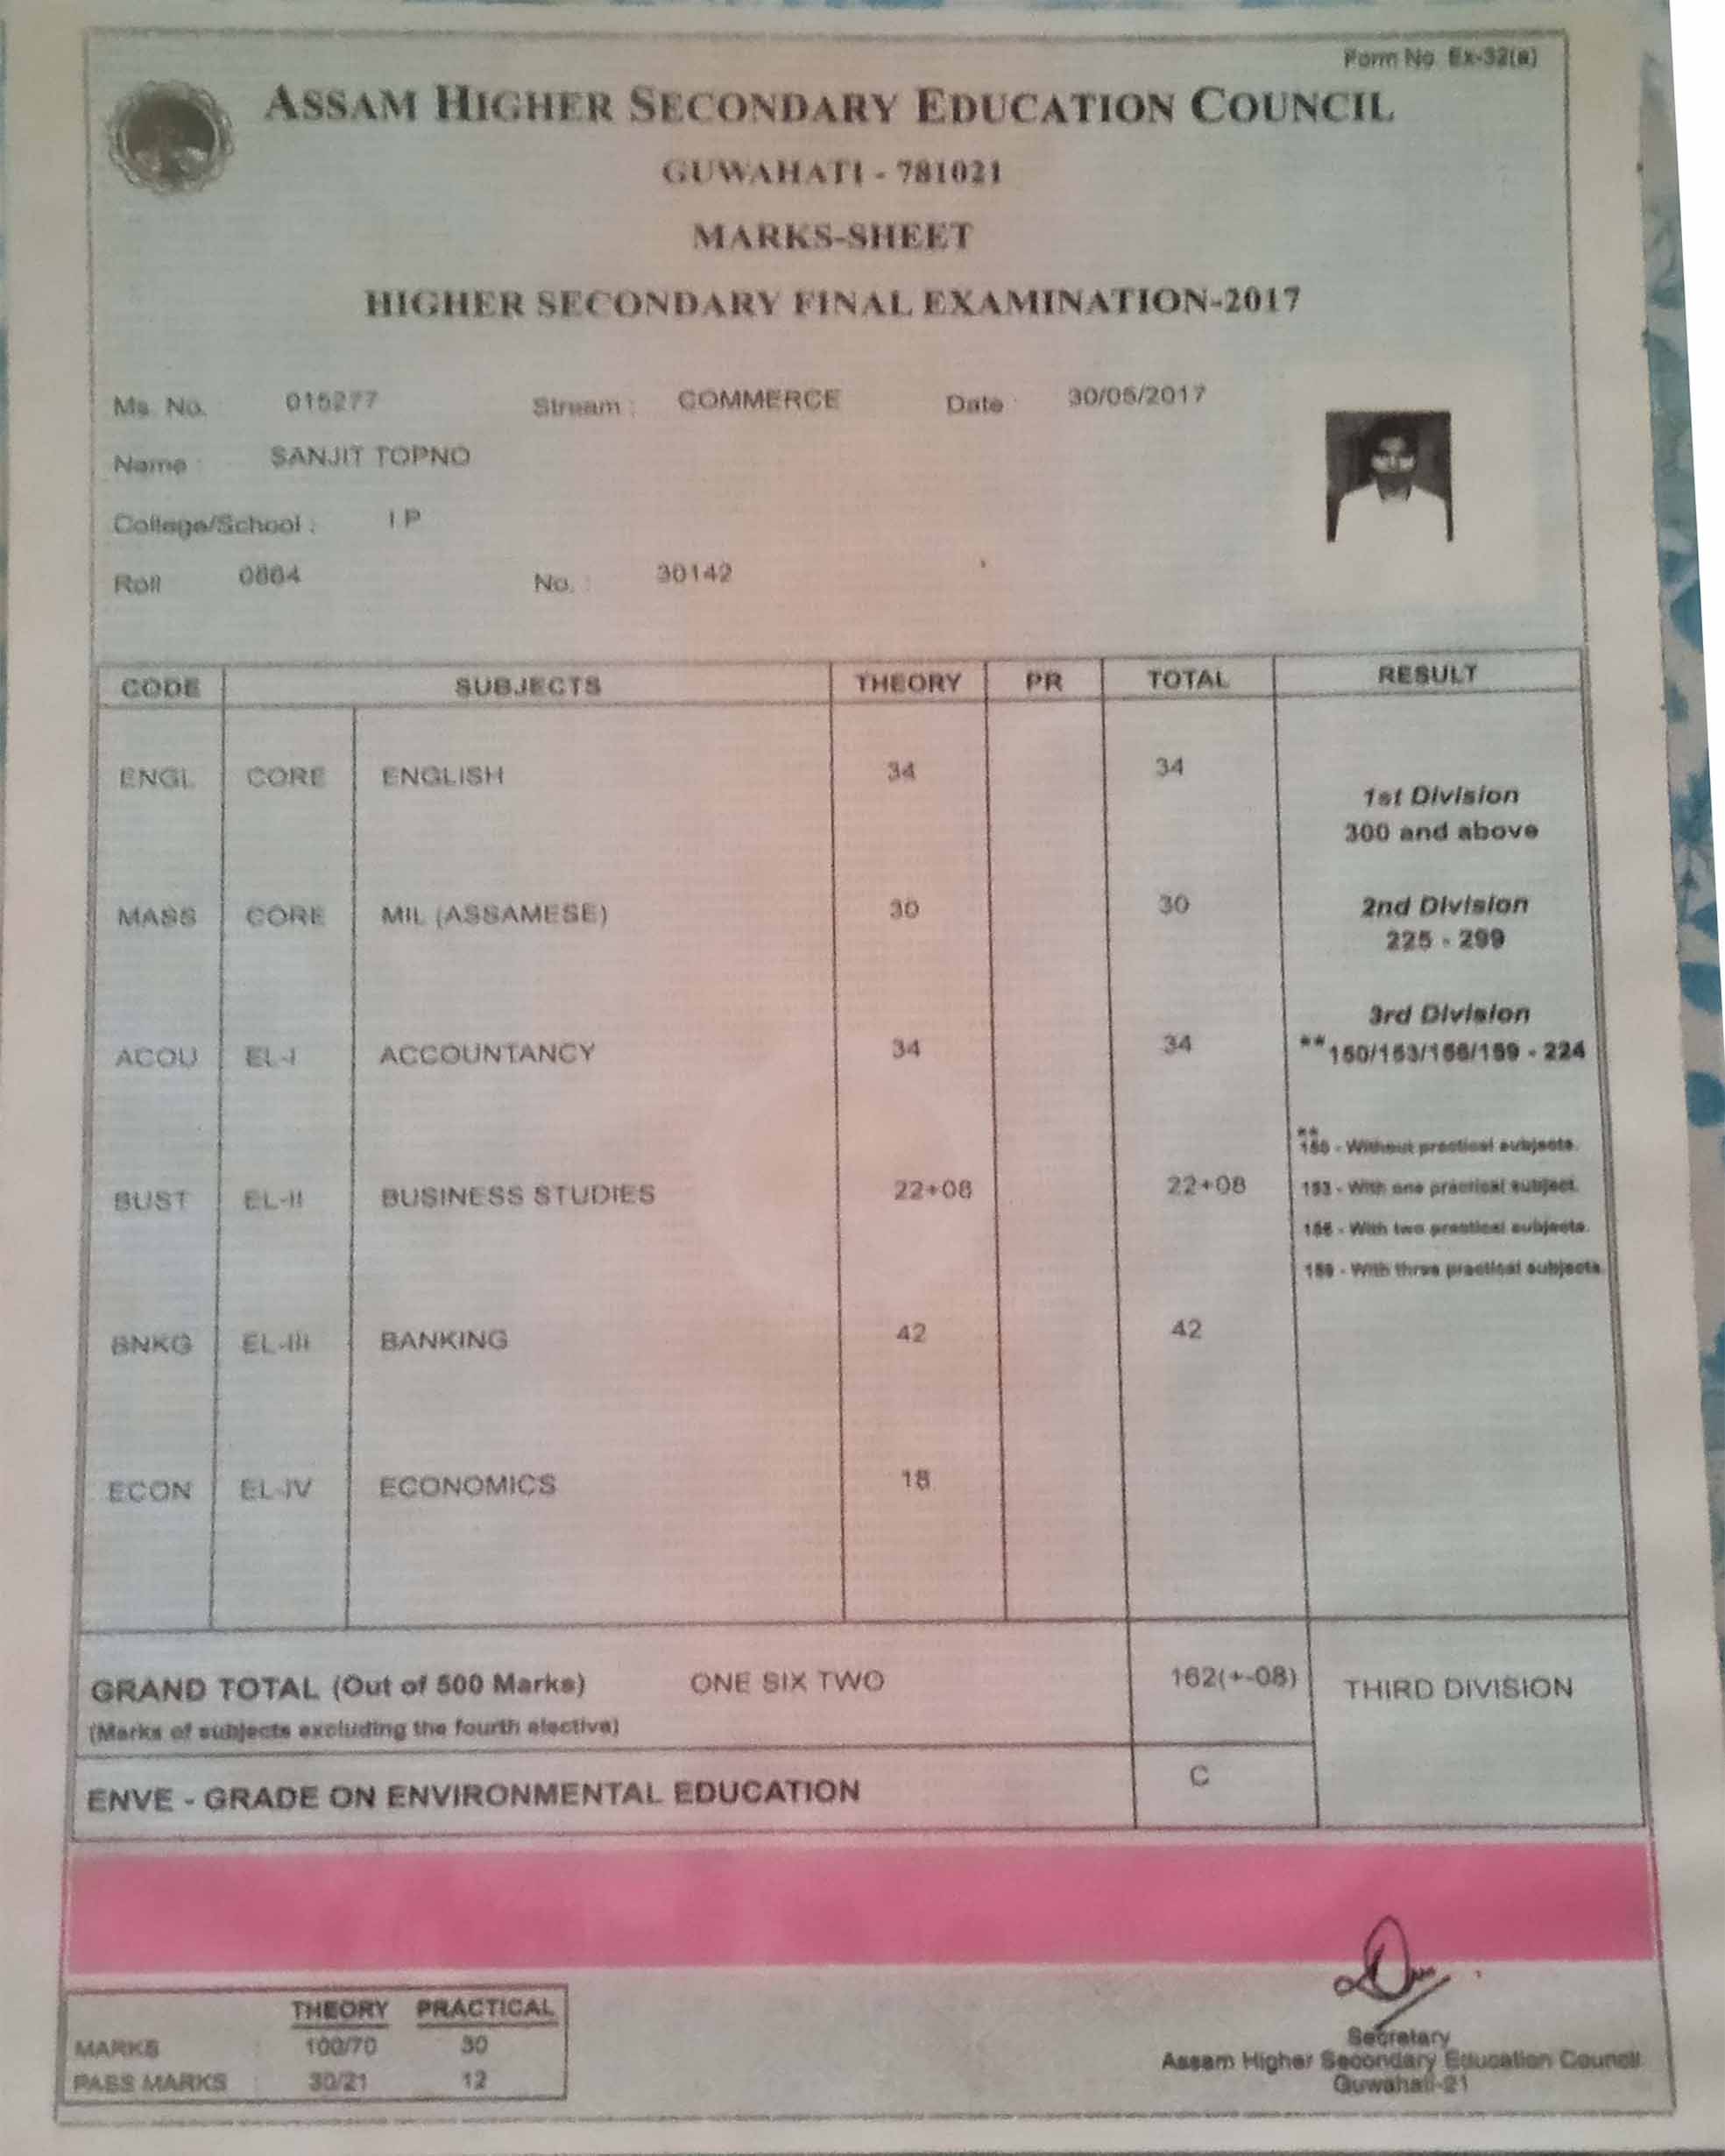 Form No. Ex-32(a)
ASSAM HIGHER SECONDARY EDUCATION COUNCIL
GUWAHATI - 781021
MARKS-SHEET
HIGHER SECONDARY FINAL EXAMINATION-2017
Ms. No. 015277 Stream : COMMERCE Date : 30/05/2017
Name : SANJIT TOPNO
College/School : I P
Roll No. : 30142
CODE SUBJECTS THEORY PR TOTAL RESULT
ENGL CORE ENGLISH 34 34
1st Division
300 and above
MASS CORE MIL (ASSAMESE) 30 30
2nd Division
225 - 299
3rd Division
ACOU EL-I ACCOUNTANCY 34 34
**150/153/156/159 - 224
**
150 - Without practical subjects.
BUST EL-II BUSINESS STUDIES 22+08 22+08
153 - With one practical subject.
156 - With two practical subjects.
159 - With three practical subjects.
BNKG EL-III BANKING 42 42
ECON EL-IV ECONOMICS 18
GRAND TOTAL (Out of 500 Marks) ONE SIX TWO 162(+-08) THIRD DIVISION
(Marks of subjects excluding the fourth elective)
ENVE - GRADE ON ENVIRONMENTAL EDUCATION C
THEORY PRACTICAL
MARKS : 100/70 30
PASS MARKS : 30/21 12
Secretary
Assam Higher Secondary Education Council
Guwahati-21